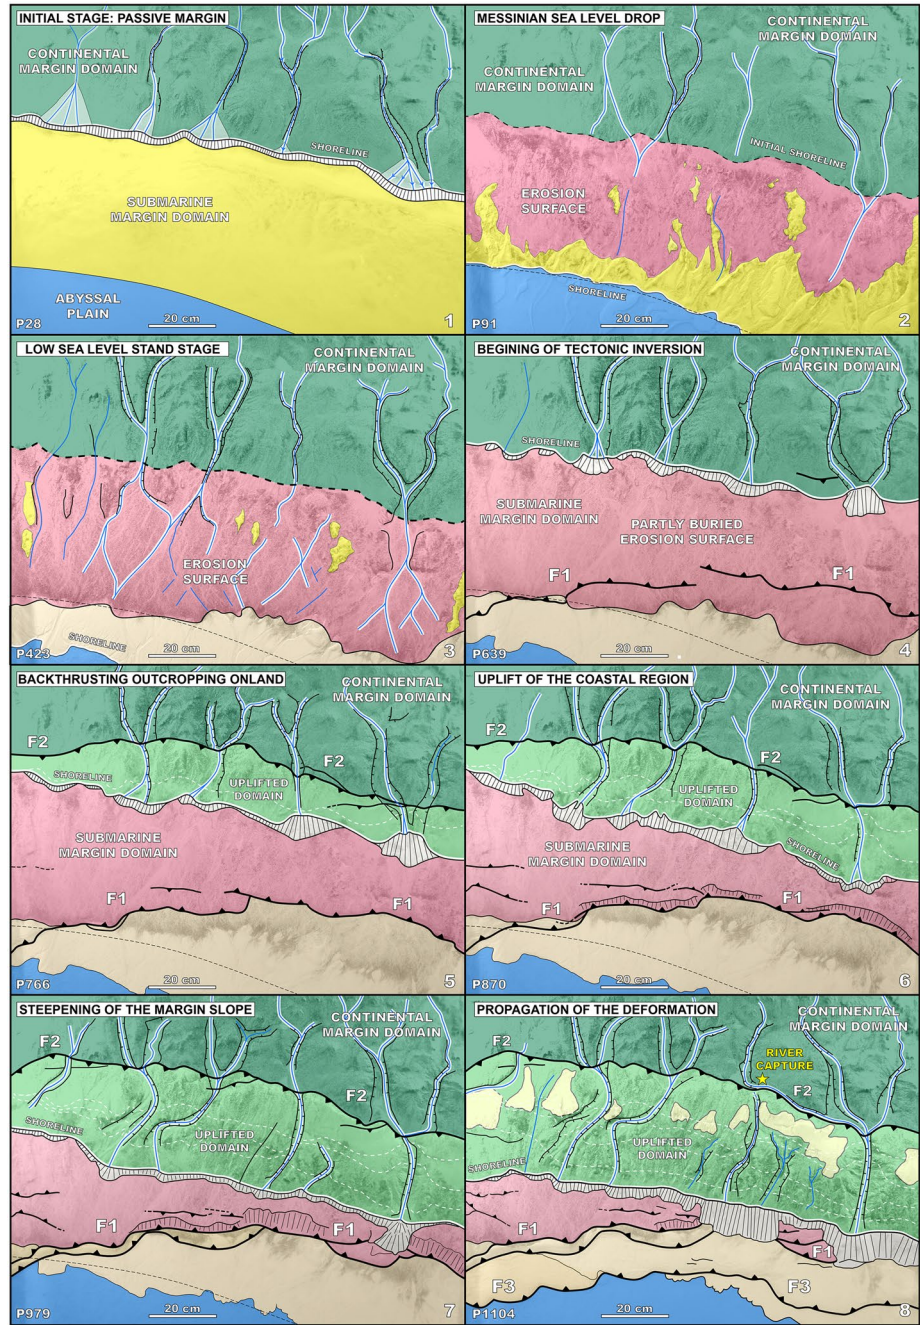 INITIAL STAGE: PASSIVE MARGIN
CONTINENTAL
MARGIN DOMAIN
SHORELINE
SUBMARINE
MARGIN DOMAIN
ABYSSAL
PLAIN
P28
20 cm
1
MESSINIAN SEA LEVEL DROP
CONTINENTAL
MARGIN DOMAIN
CONTINENTAL
MARGIN DOMAIN
INITIAL SHORELINE
EROSION
SURFACE
SHORELINE
P91
20 cm
2
LOW SEA LEVEL STAND STAGE
CONTINENTAL
MARGIN DOMAIN
EROSION
SURFACE
SHORELINE
P423
20 cm
3
BEGINING OF TECTONIC INVERSION
CONTINENTAL
MARGIN DOMAIN
SHORELINE
SUBMARINE
MARGIN DOMAIN
PARTLY BURIED
EROSION SURFACE
F1
F1
P639
20 cm
4
BACKTHRUSTING OUTCROPPING ONLAND
CONTINENTAL
MARGIN DOMAIN
F2
F2
SHORELINE
UPLIFTED
DOMAIN
SUBMARINE
MARGIN DOMAIN
F1
F1
P766
20 cm
5
UPLIFT OF THE COASTAL REGION
CONTINENTAL
MARGIN DOMAIN
F2
F2
UPLIFTED
DOMAIN
SHORELINE
SUBMARINE
MARGIN DOMAIN
F1
F1
P870
20 cm
6
STEEPENING OF THE MARGIN SLOPE
CONTINENTAL
MARGIN DOMAIN
F2
F2
SHORELINE
UPLIFTED
DOMAIN
F1
F1
P979
20 cm
7
PROPAGATION OF THE DEFORMATION
CONTINENTAL
MARGIN DOMAIN
F2
RIVER
CAPTURE
F2
UPLIFTED
DOMAIN
SHORELINE
F1
F1
F3
F3
P1104
20 cm
8